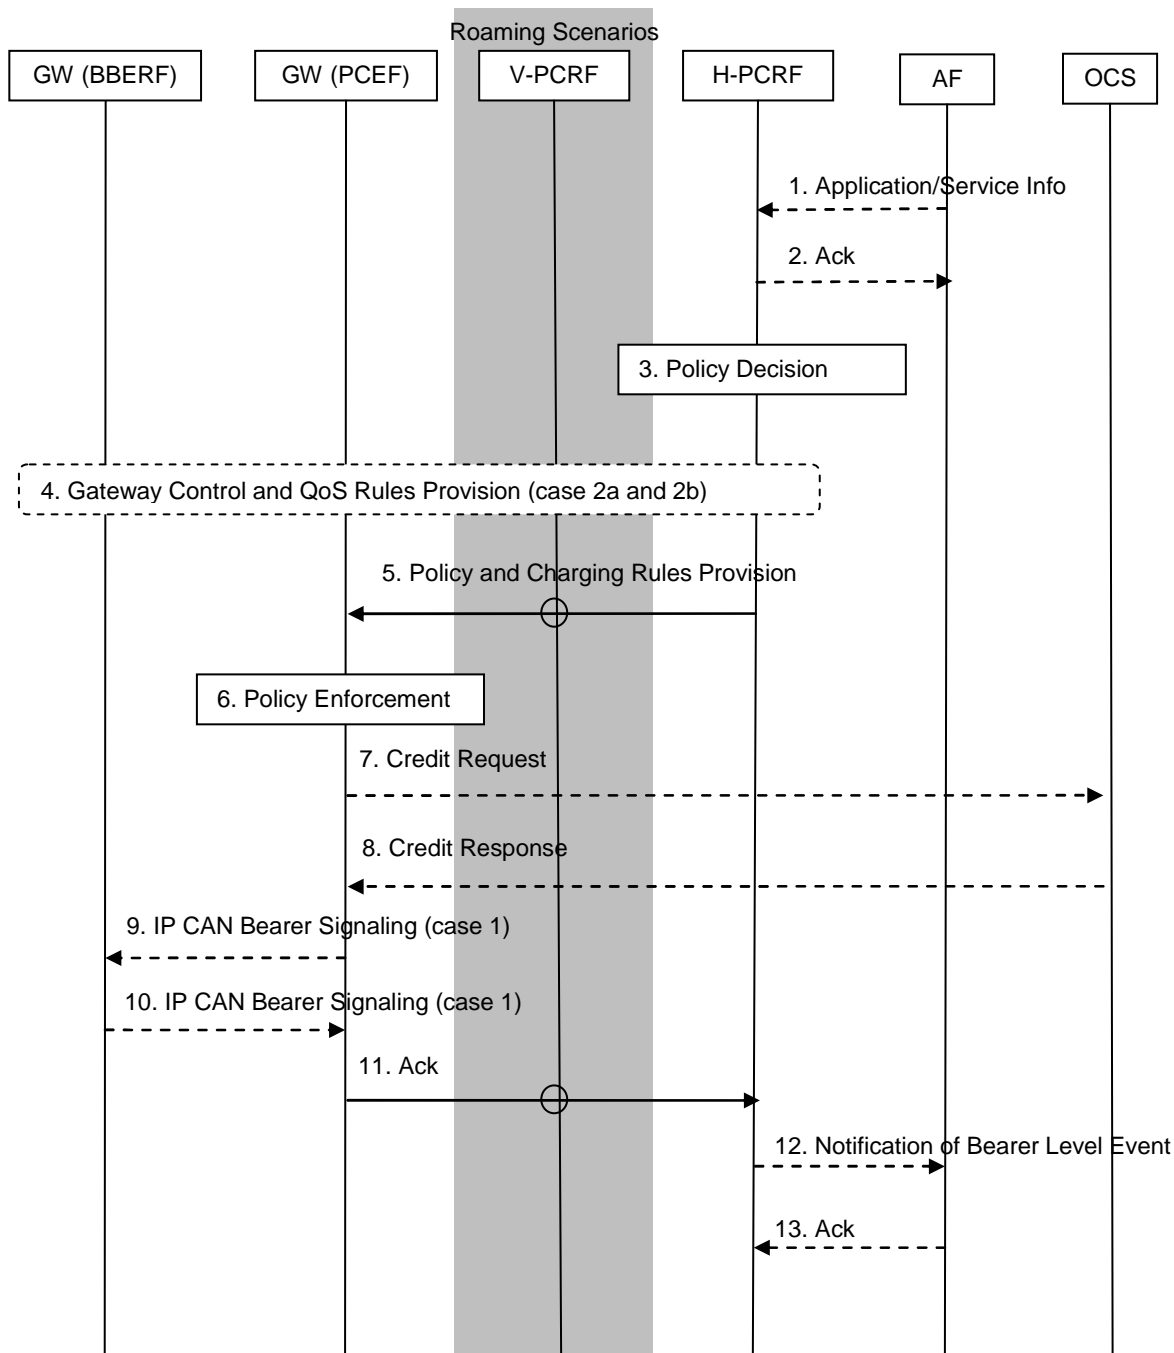 Roaming Scenarios
GW (BBERF)
GW (PCEF)
V-PCRF
H-PCRF
AF
OCS
1. Application/Service Info
2. Ack
3. Policy Decision
4. Gateway Control and QoS Rules Provision (case 2a and 2b)
5. Policy and Charging Rules Provision
6. Policy Enforcement
7. Credit Request
8. Credit Response
9. IP CAN Bearer Signaling (case 1)
10. IP CAN Bearer Signaling (case 1)
11. Ack
12. Notification of Bearer Level Event
13. Ack